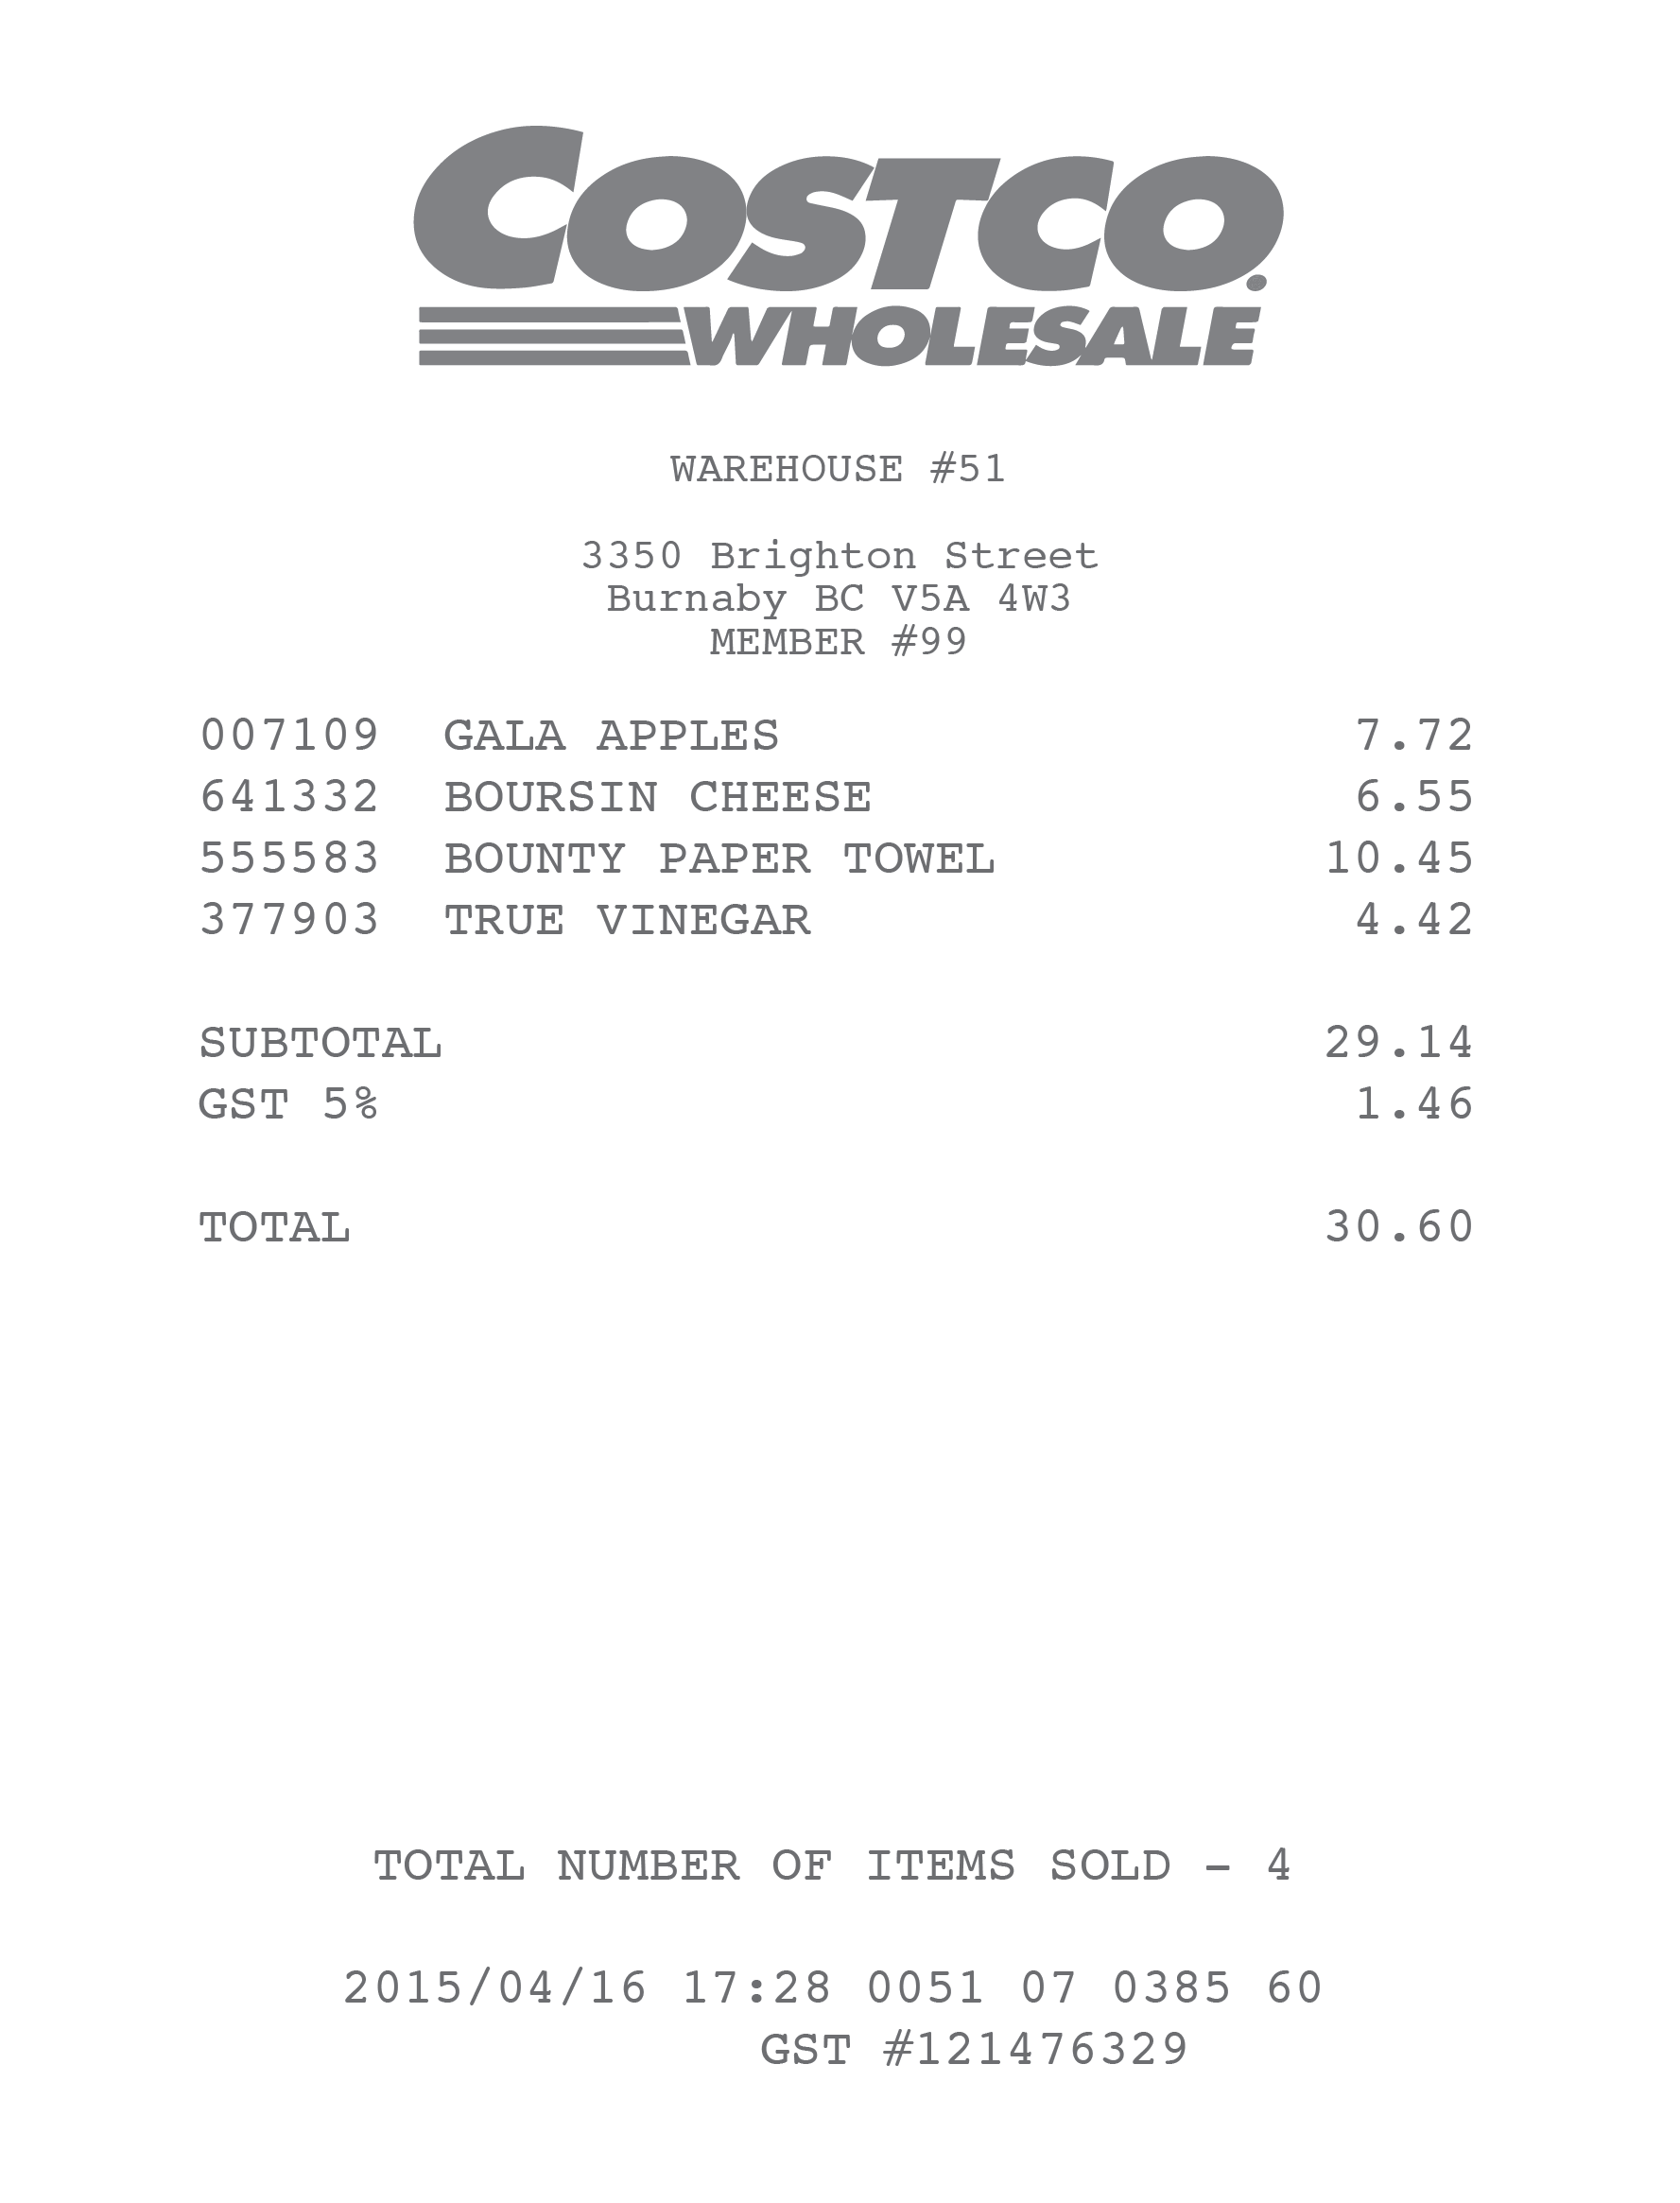 COSTCO
WHOLESALE
WAREHOUSE #51
3350 Brighton Street
Burnaby BC V5A 4W3
MEMBER #99
007109 GALA APPLES 7.72
641332 BOURSIN CHEESE 6.55
555583 BOUNTY PAPER TOWEL 10.45
377903 TRUE VINEGAR 4.42
SUBTOTAL 29.14
GST 5% 1.46
TOTAL 30.60
TOTAL NUMBER OF ITEMS SOLD - 4
2015/04/16 17:28 0051 07 0385 60
GST #121476329